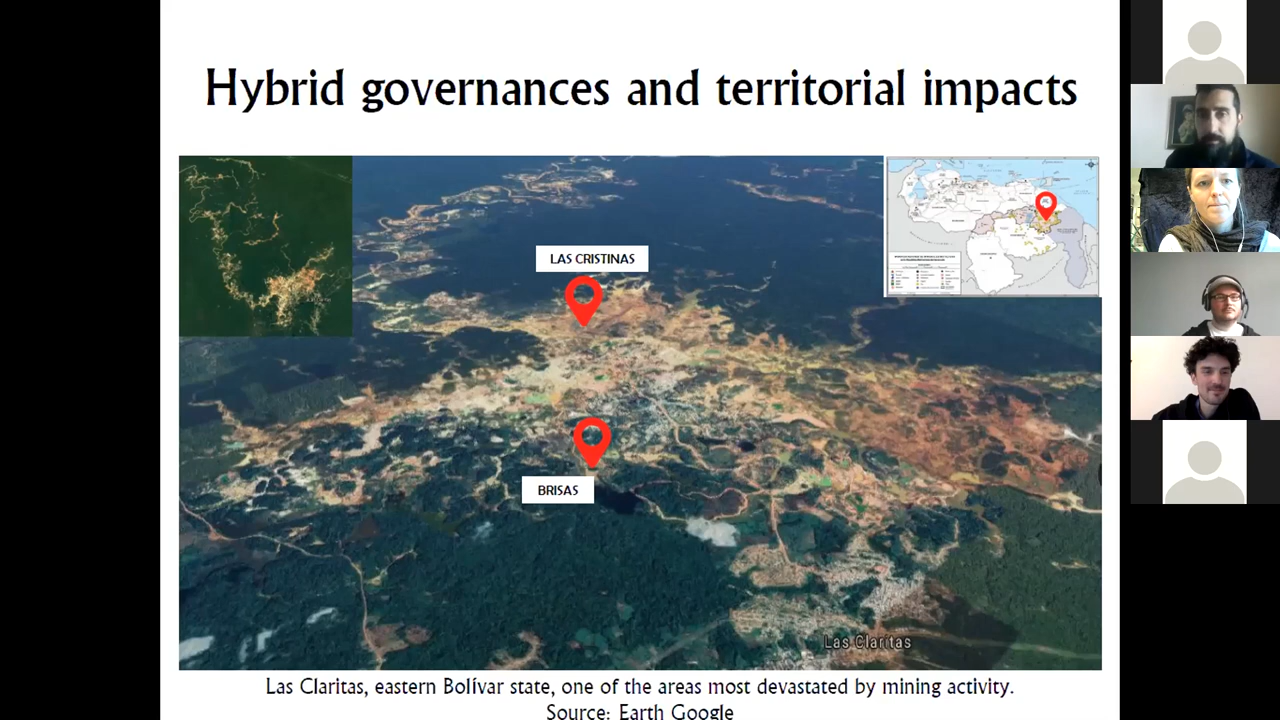 Hybrid governances and territorial impacts
LAS CRISTINAS
BRISAS
Las Claritas
Las Claritas, eastern Bolívar state, one of the areas most devastated by mining activity.
Source: Earth Google